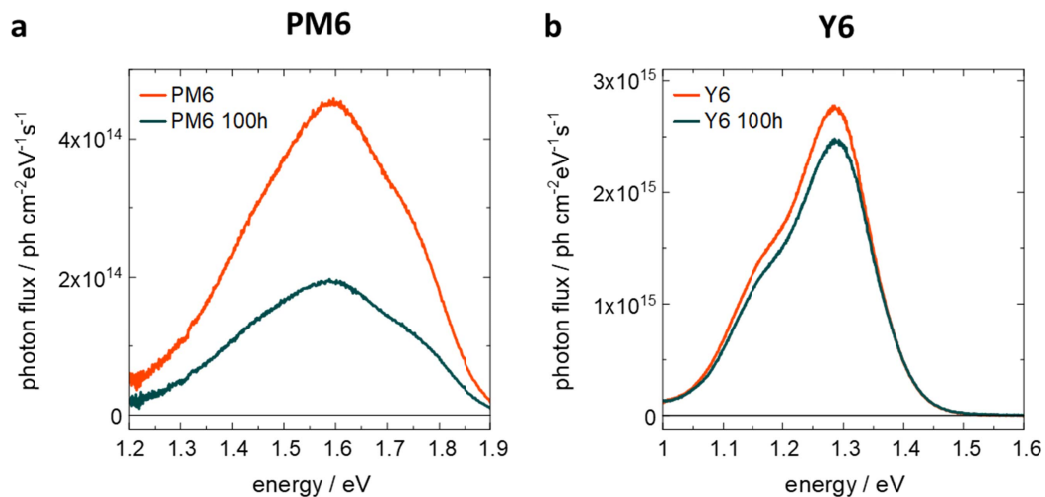 a
PM6
PM6
PM6 100h
4x10¹⁴
2x10¹⁴
0
1.2 1.3 1.4 1.5 1.6 1.7 1.8 1.9
energy / eV
photon flux / ph cm⁻²eV⁻¹s⁻¹
b
Y6
Y6
Y6 100h
3x10¹⁵
2x10¹⁵
1x10¹⁵
0
1 1.1 1.2 1.3 1.4 1.5 1.6
energy / eV
photon flux / ph cm⁻²eV⁻¹s⁻¹